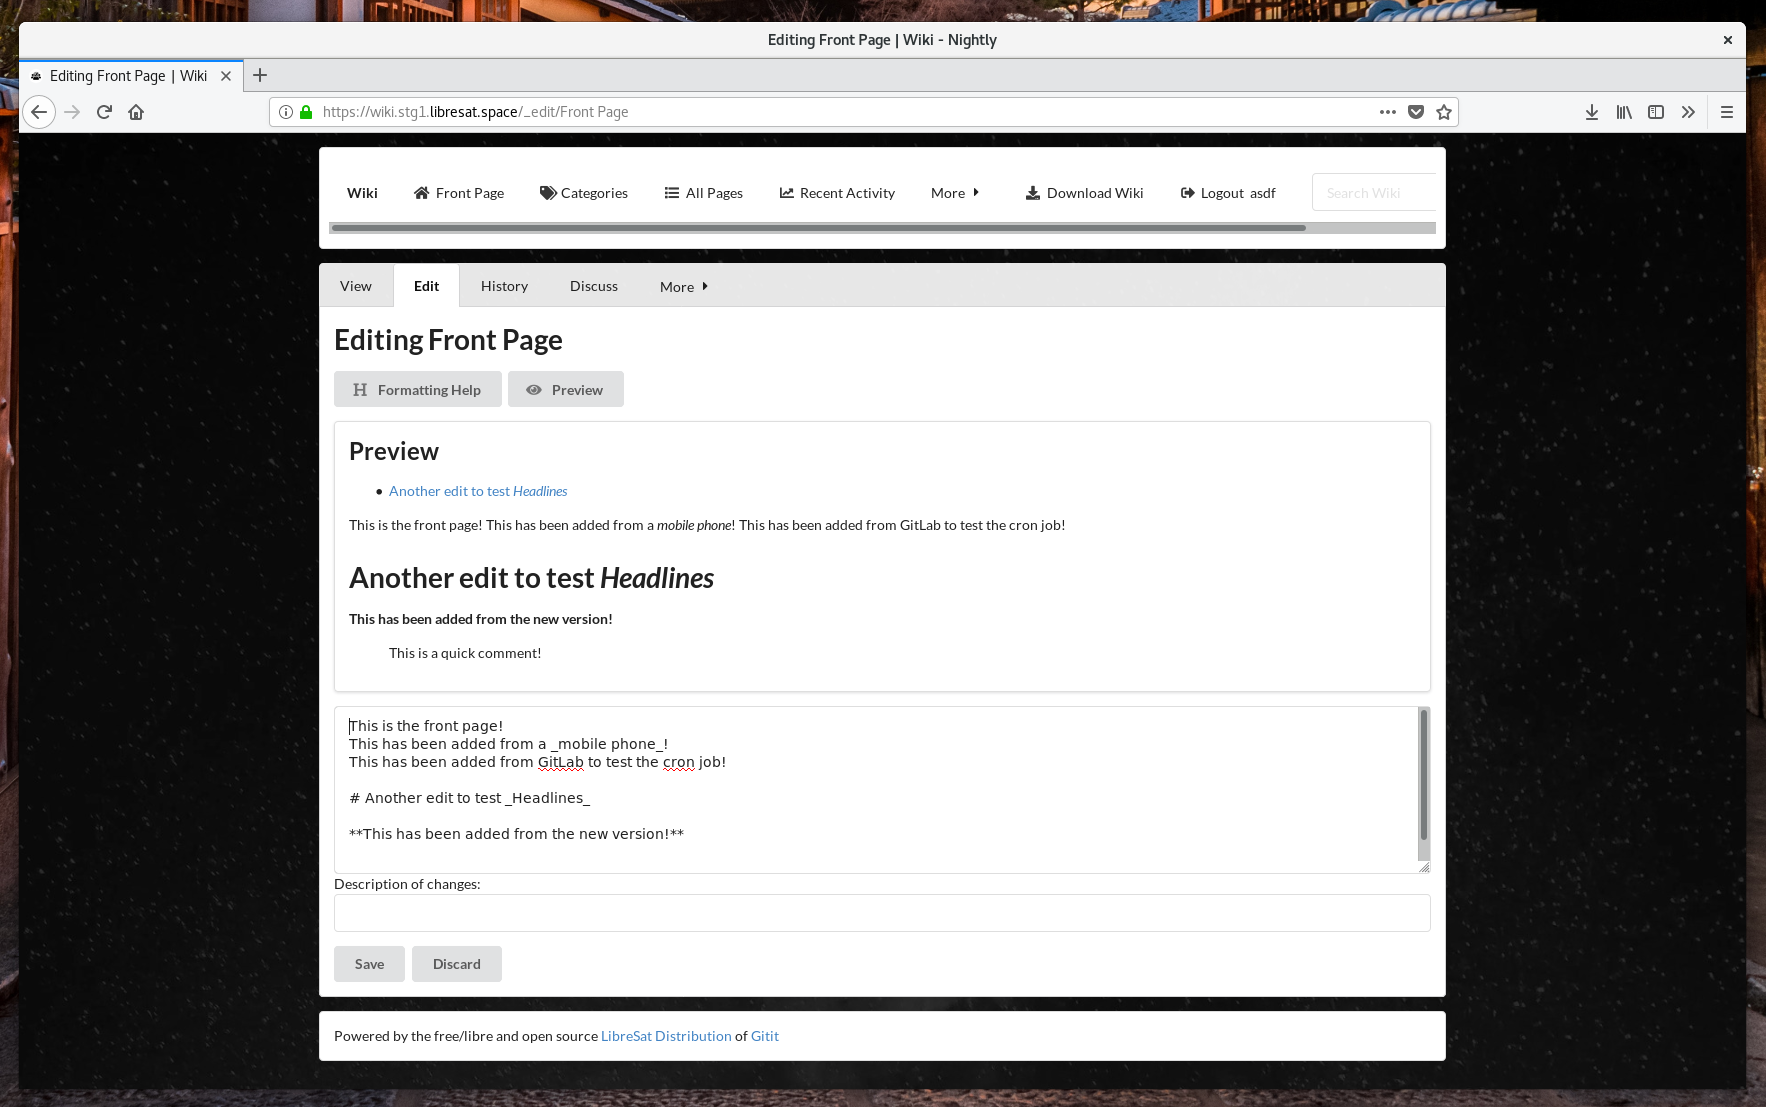 Editing Front Page | Wiki - Nightly
Editing Front Page | Wiki
https://wiki.stg1.libresat.space/_edit/Front Page
Wiki Front Page Categories All Pages Recent Activity More Download Wiki Logout asdf Search Wiki
View Edit History Discuss More
Editing Front Page
Formatting Help Preview
Preview
• Another edit to test Headlines
This is the front page! This has been added from a mobile phone! This has been added from GitLab to test the cron job!
Another edit to test Headlines
This has been added from the new version!
This is a quick comment!
This is the front page!
This has been added from a _mobile phone_!
This has been added from GitLab to test the cron job!
# Another edit to test _Headlines_
**This has been added from the new version!**
Description of changes:
Save Discard
Powered by the free/libre and open source LibreSat Distribution of Gitit